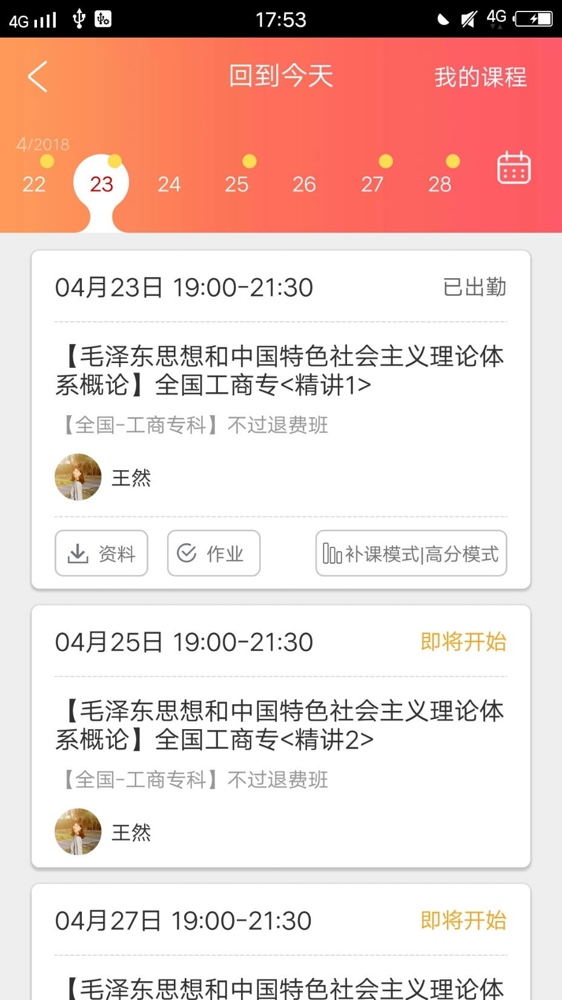 4G 17:53 4G
回到今天 我的课程
4/2018
22 23 24 25 26 27 28
04月23日 19:00-21:30 已出勤
【毛泽东思想和中国特色社会主义理论体
系概论】全国工商专<精讲1>
【全国-工商专科】不过退费班
王然
资料 作业 补课模式|高分模式
04月25日 19:00-21:30 即将开始
【毛泽东思想和中国特色社会主义理论体
系概论】全国工商专<精讲2>
【全国-工商专科】不过退费班
王然
04月27日 19:00-21:30 即将开始
【毛泽东思想和中国特色社会主义理论体